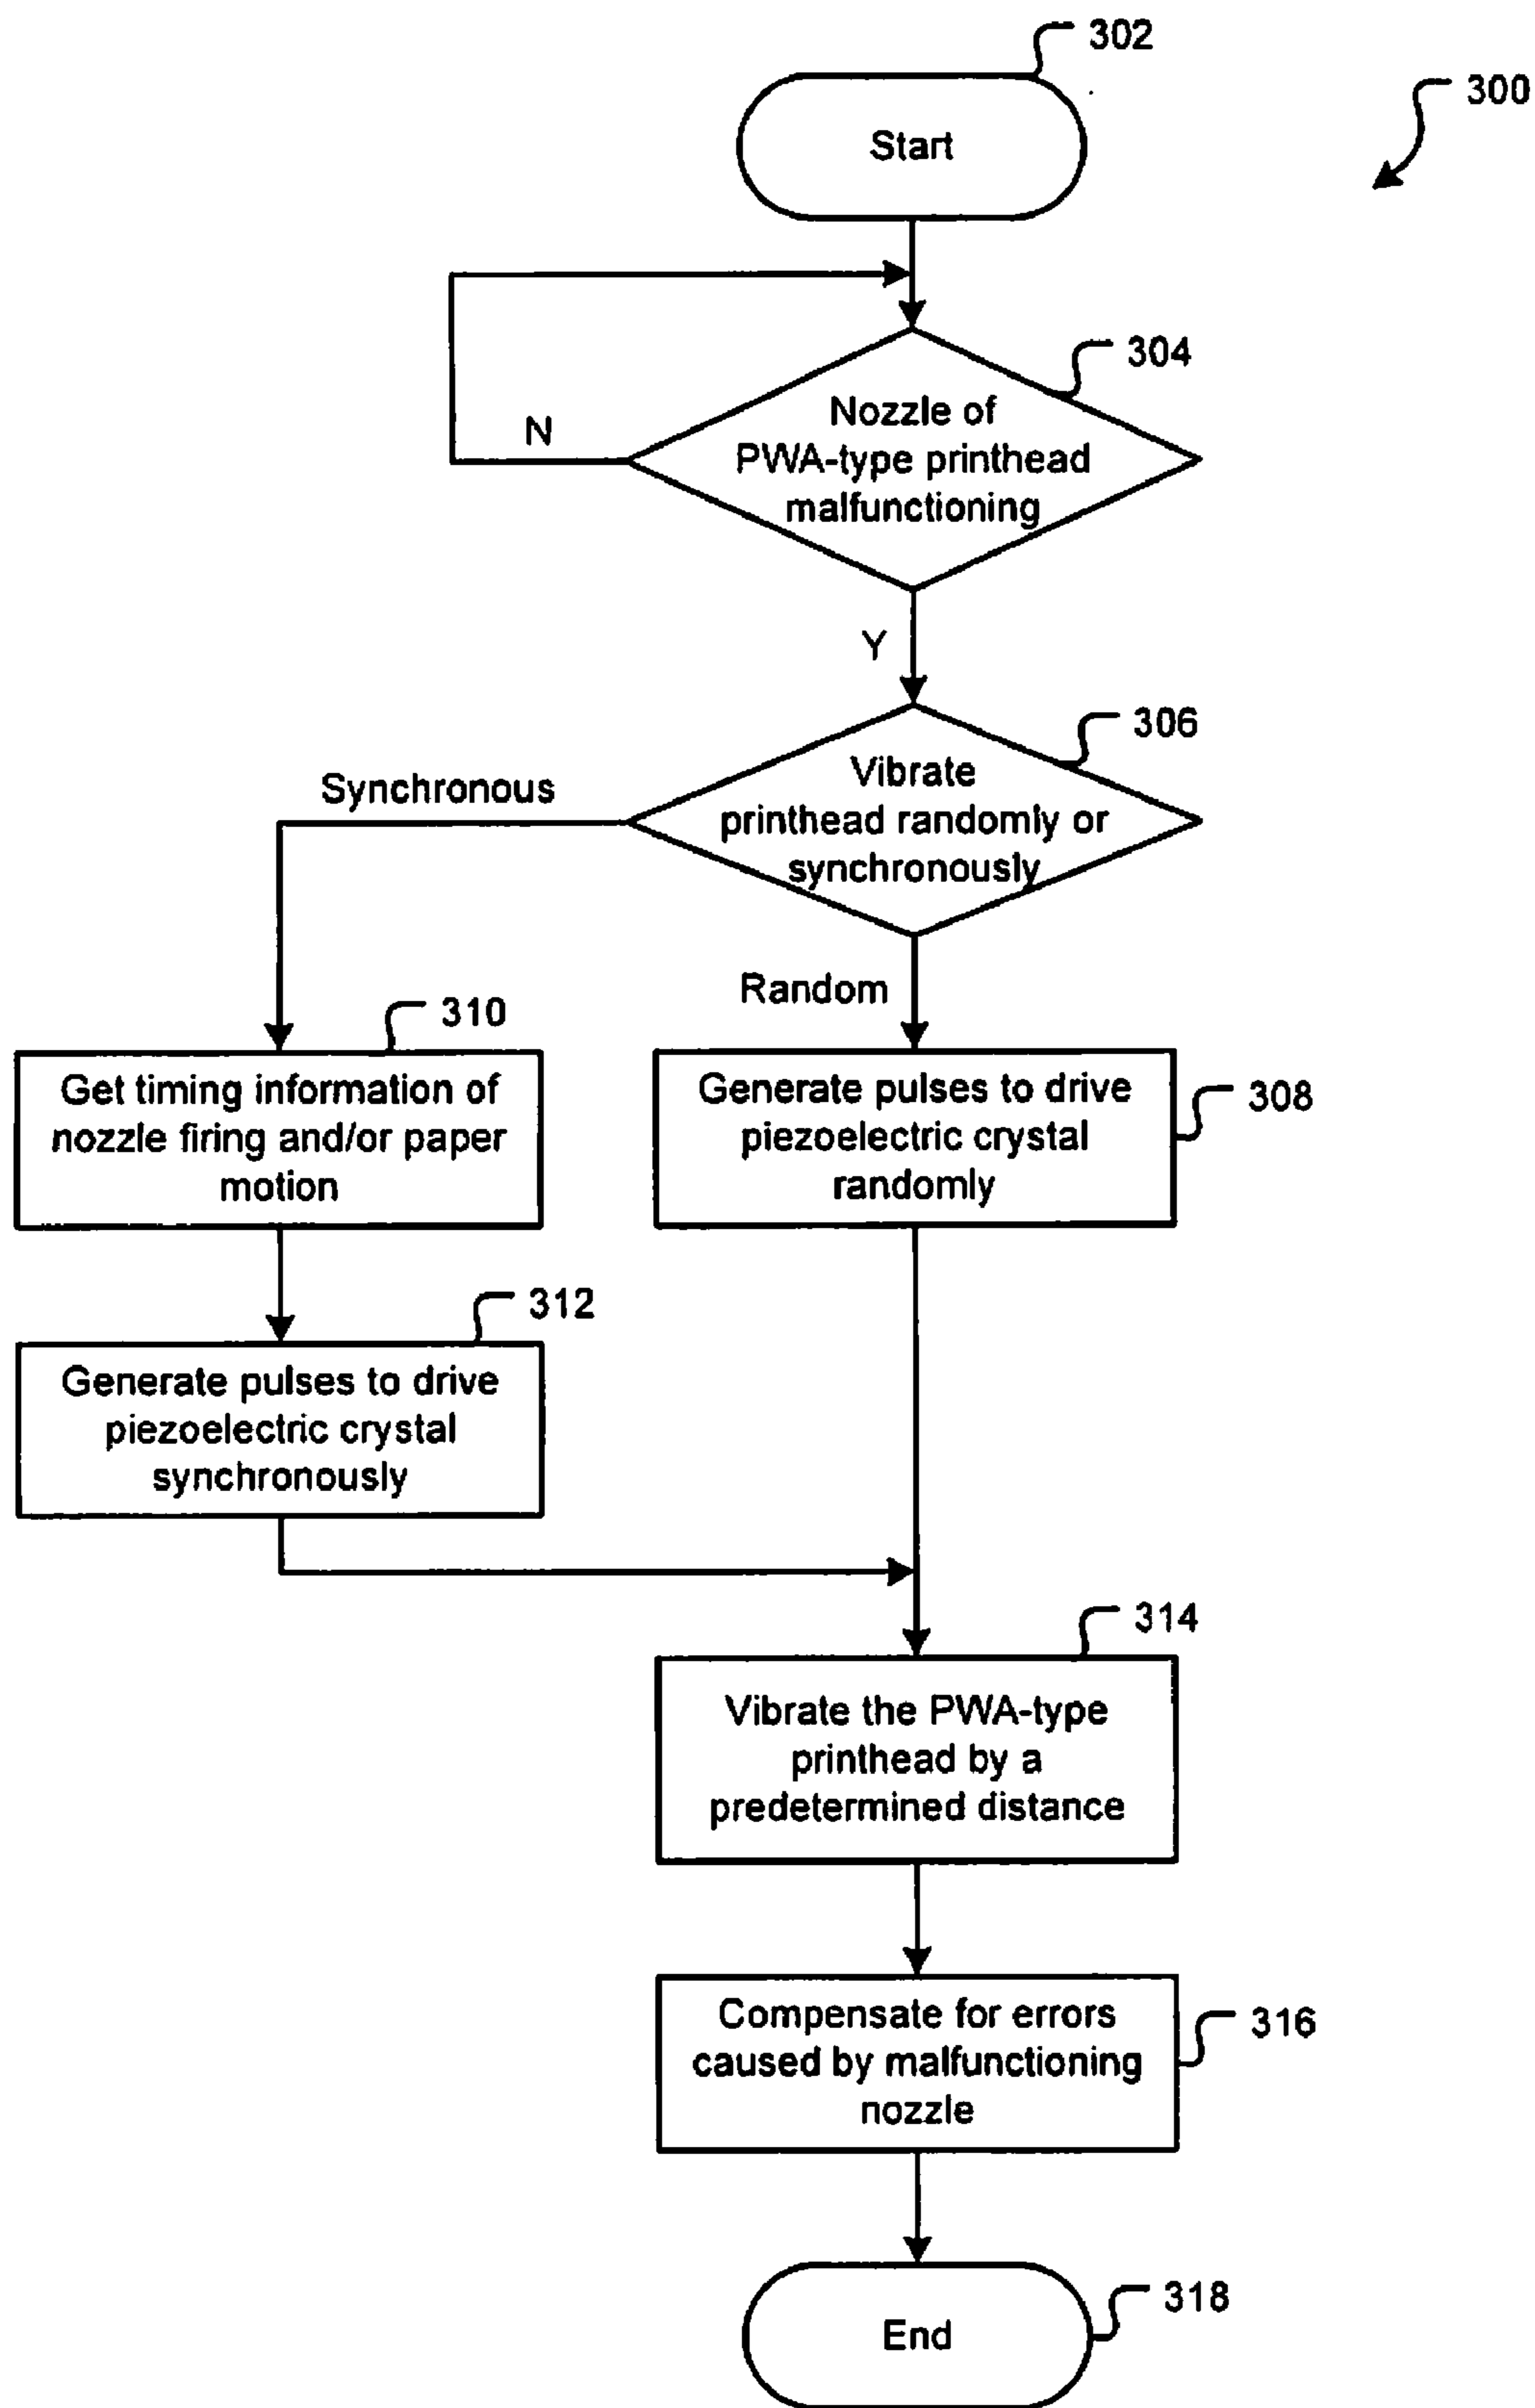 302
300
Start
304
Nozzle of
PWA-type printhead
malfunctioning
N
Y
306
Vibrate
printhead randomly or
synchronously
Synchronous
Random
310
Get timing information of
nozzle firing and/or paper
motion
Generate pulses to drive
piezoelectric crystal
randomly
308
312
Generate pulses to drive
piezoelectric crystal
synchronously
314
Vibrate the PWA-type
printhead by a
predetermined distance
Compensate for errors
caused by malfunctioning
nozzle
316
End
318